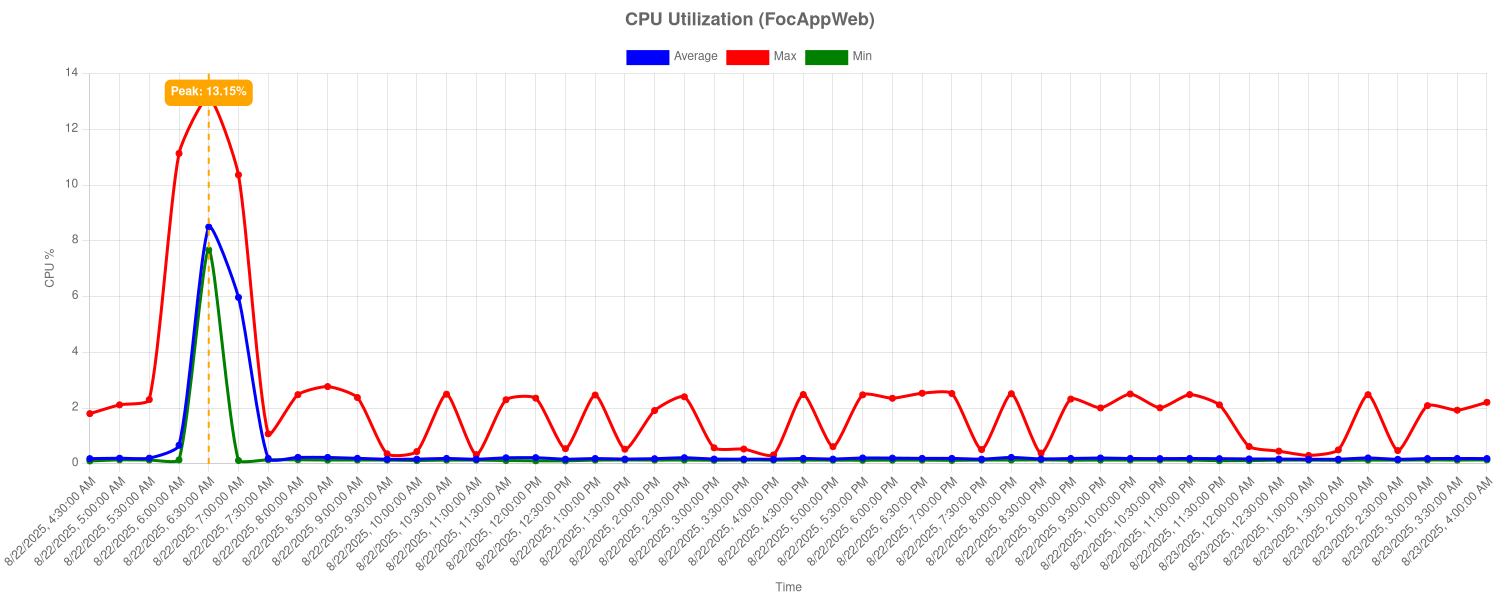 CPU Utilization (FocAppWeb)
Average Max Min
14
Peak: 13.15%
12
10
8
CPU %
6
4
2
0
8/22/2025, 4:30:00 AM
8/22/2025, 5:00:00 AM
8/22/2025, 5:30:00 AM
8/22/2025, 6:00:00 AM
8/22/2025, 6:30:00 AM
8/22/2025, 7:00:00 AM
8/22/2025, 7:30:00 AM
8/22/2025, 8:00:00 AM
8/22/2025, 8:30:00 AM
8/22/2025, 9:00:00 AM
8/22/2025, 9:30:00 AM
8/22/2025, 10:00:00 AM
8/22/2025, 10:30:00 AM
8/22/2025, 11:00:00 AM
8/22/2025, 11:30:00 AM
8/22/2025, 12:00:00 PM
8/22/2025, 12:30:00 PM
8/22/2025, 1:00:00 PM
8/22/2025, 1:30:00 PM
8/22/2025, 2:00:00 PM
8/22/2025, 2:30:00 PM
8/22/2025, 3:00:00 PM
8/22/2025, 3:30:00 PM
8/22/2025, 4:00:00 PM
8/22/2025, 4:30:00 PM
8/22/2025, 5:00:00 PM
8/22/2025, 5:30:00 PM
8/22/2025, 6:00:00 PM
8/22/2025, 6:30:00 PM
8/22/2025, 7:00:00 PM
8/22/2025, 7:30:00 PM
8/22/2025, 8:00:00 PM
8/22/2025, 8:30:00 PM
8/22/2025, 9:00:00 PM
8/22/2025, 9:30:00 PM
8/22/2025, 10:00:00 PM
8/22/2025, 10:30:00 PM
8/22/2025, 11:00:00 PM
8/22/2025, 11:30:00 PM
8/23/2025, 12:00:00 AM
8/23/2025, 12:30:00 AM
8/23/2025, 1:00:00 AM
8/23/2025, 1:30:00 AM
8/23/2025, 2:00:00 AM
8/23/2025, 2:30:00 AM
8/23/2025, 3:00:00 AM
8/23/2025, 3:30:00 AM
8/23/2025, 4:00:00 AM
Time